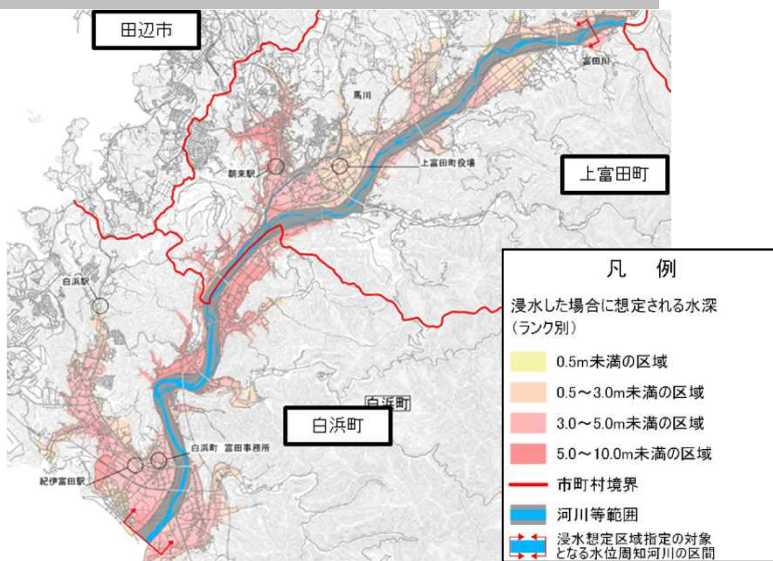 田辺市
富田川
馬川
朝来駅
上富田町役場
上富田町
白浜駅
凡 例
浸水した場合に想定される水深
(ランク別)
0.5m未満の区域
0.5～3.0m未満の区域
3.0～5.0m未満の区域
5.0～10.0m未満の区域
市町村境界
河川等範囲
浸水想定区域指定の対象
となる水位周知河川の区間
白浜町
白浜町
白浜町 富田事務所
紀伊富田駅